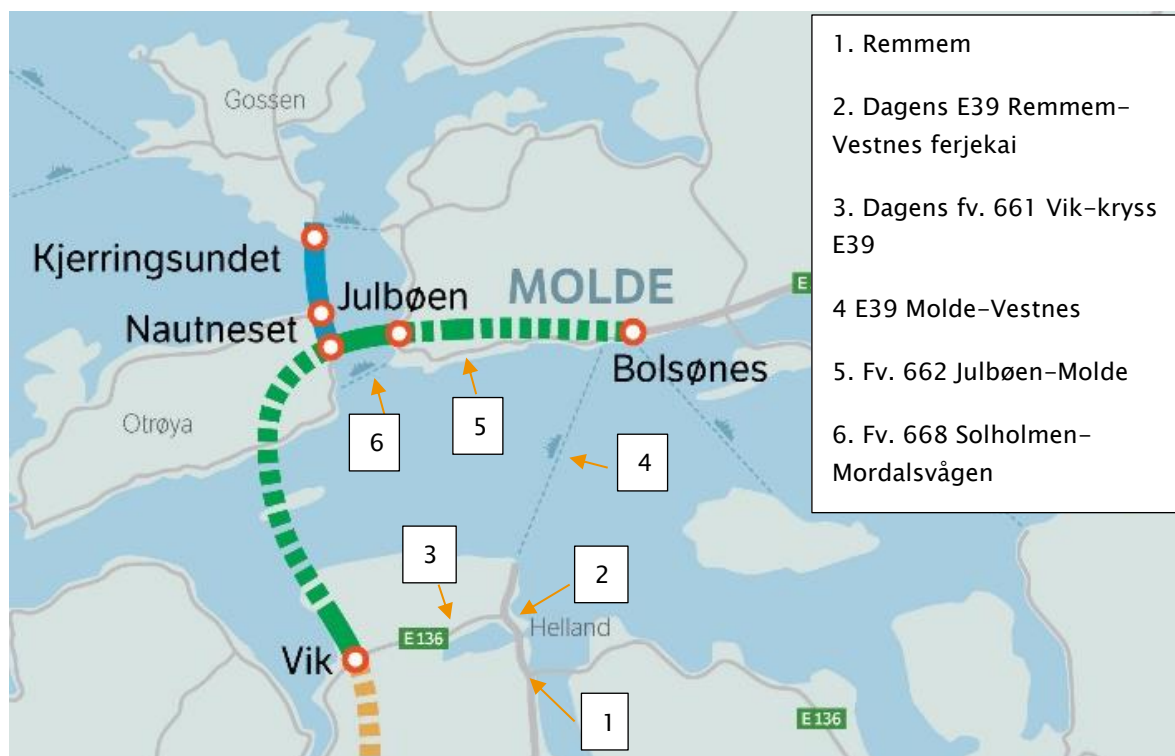 Gossen
Kjerringsundet
Julbøen
MOLDE
E
Nautneset
Bolsønes
Otrøya
6
5
4
3
2
E136
Helland
Vik
1
E136
1. Remmem
2. Dagens E39 Remmem-
Vestnes ferjekai
3. Dagens fv. 661 Vik-kryss
E39
4 E39 Molde-Vestnes
5. Fv. 662 Julbøen-Molde
6. Fv. 668 Solholmen-
Mordalsvågen